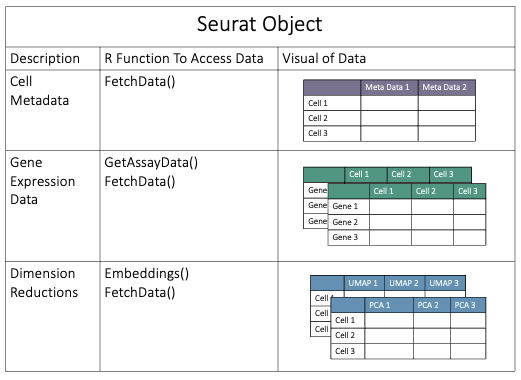 Seurat Object
Description R Function To Access Data Visual of Data
Cell
Metadata
FetchData()
Meta Data 1 Meta Data 2
Cell 1
Cell 2
Cell 3
Gene
Expression
Data
GetAssayData()
FetchData()
Cell 1 Cell 2 Cell 3
Gene
Gene
Gene
Cell 1 Cell 2 Cell 3
Gene 1
Gene 2
Gene 3
Dimension
Reductions
Embeddings()
FetchData()
UMAP 1 UMAP 2 UMAP 3
Cell
Cell
Cell
PCA 1 PCA 2 PCA 3
Cell 1
Cell 2
Cell 3